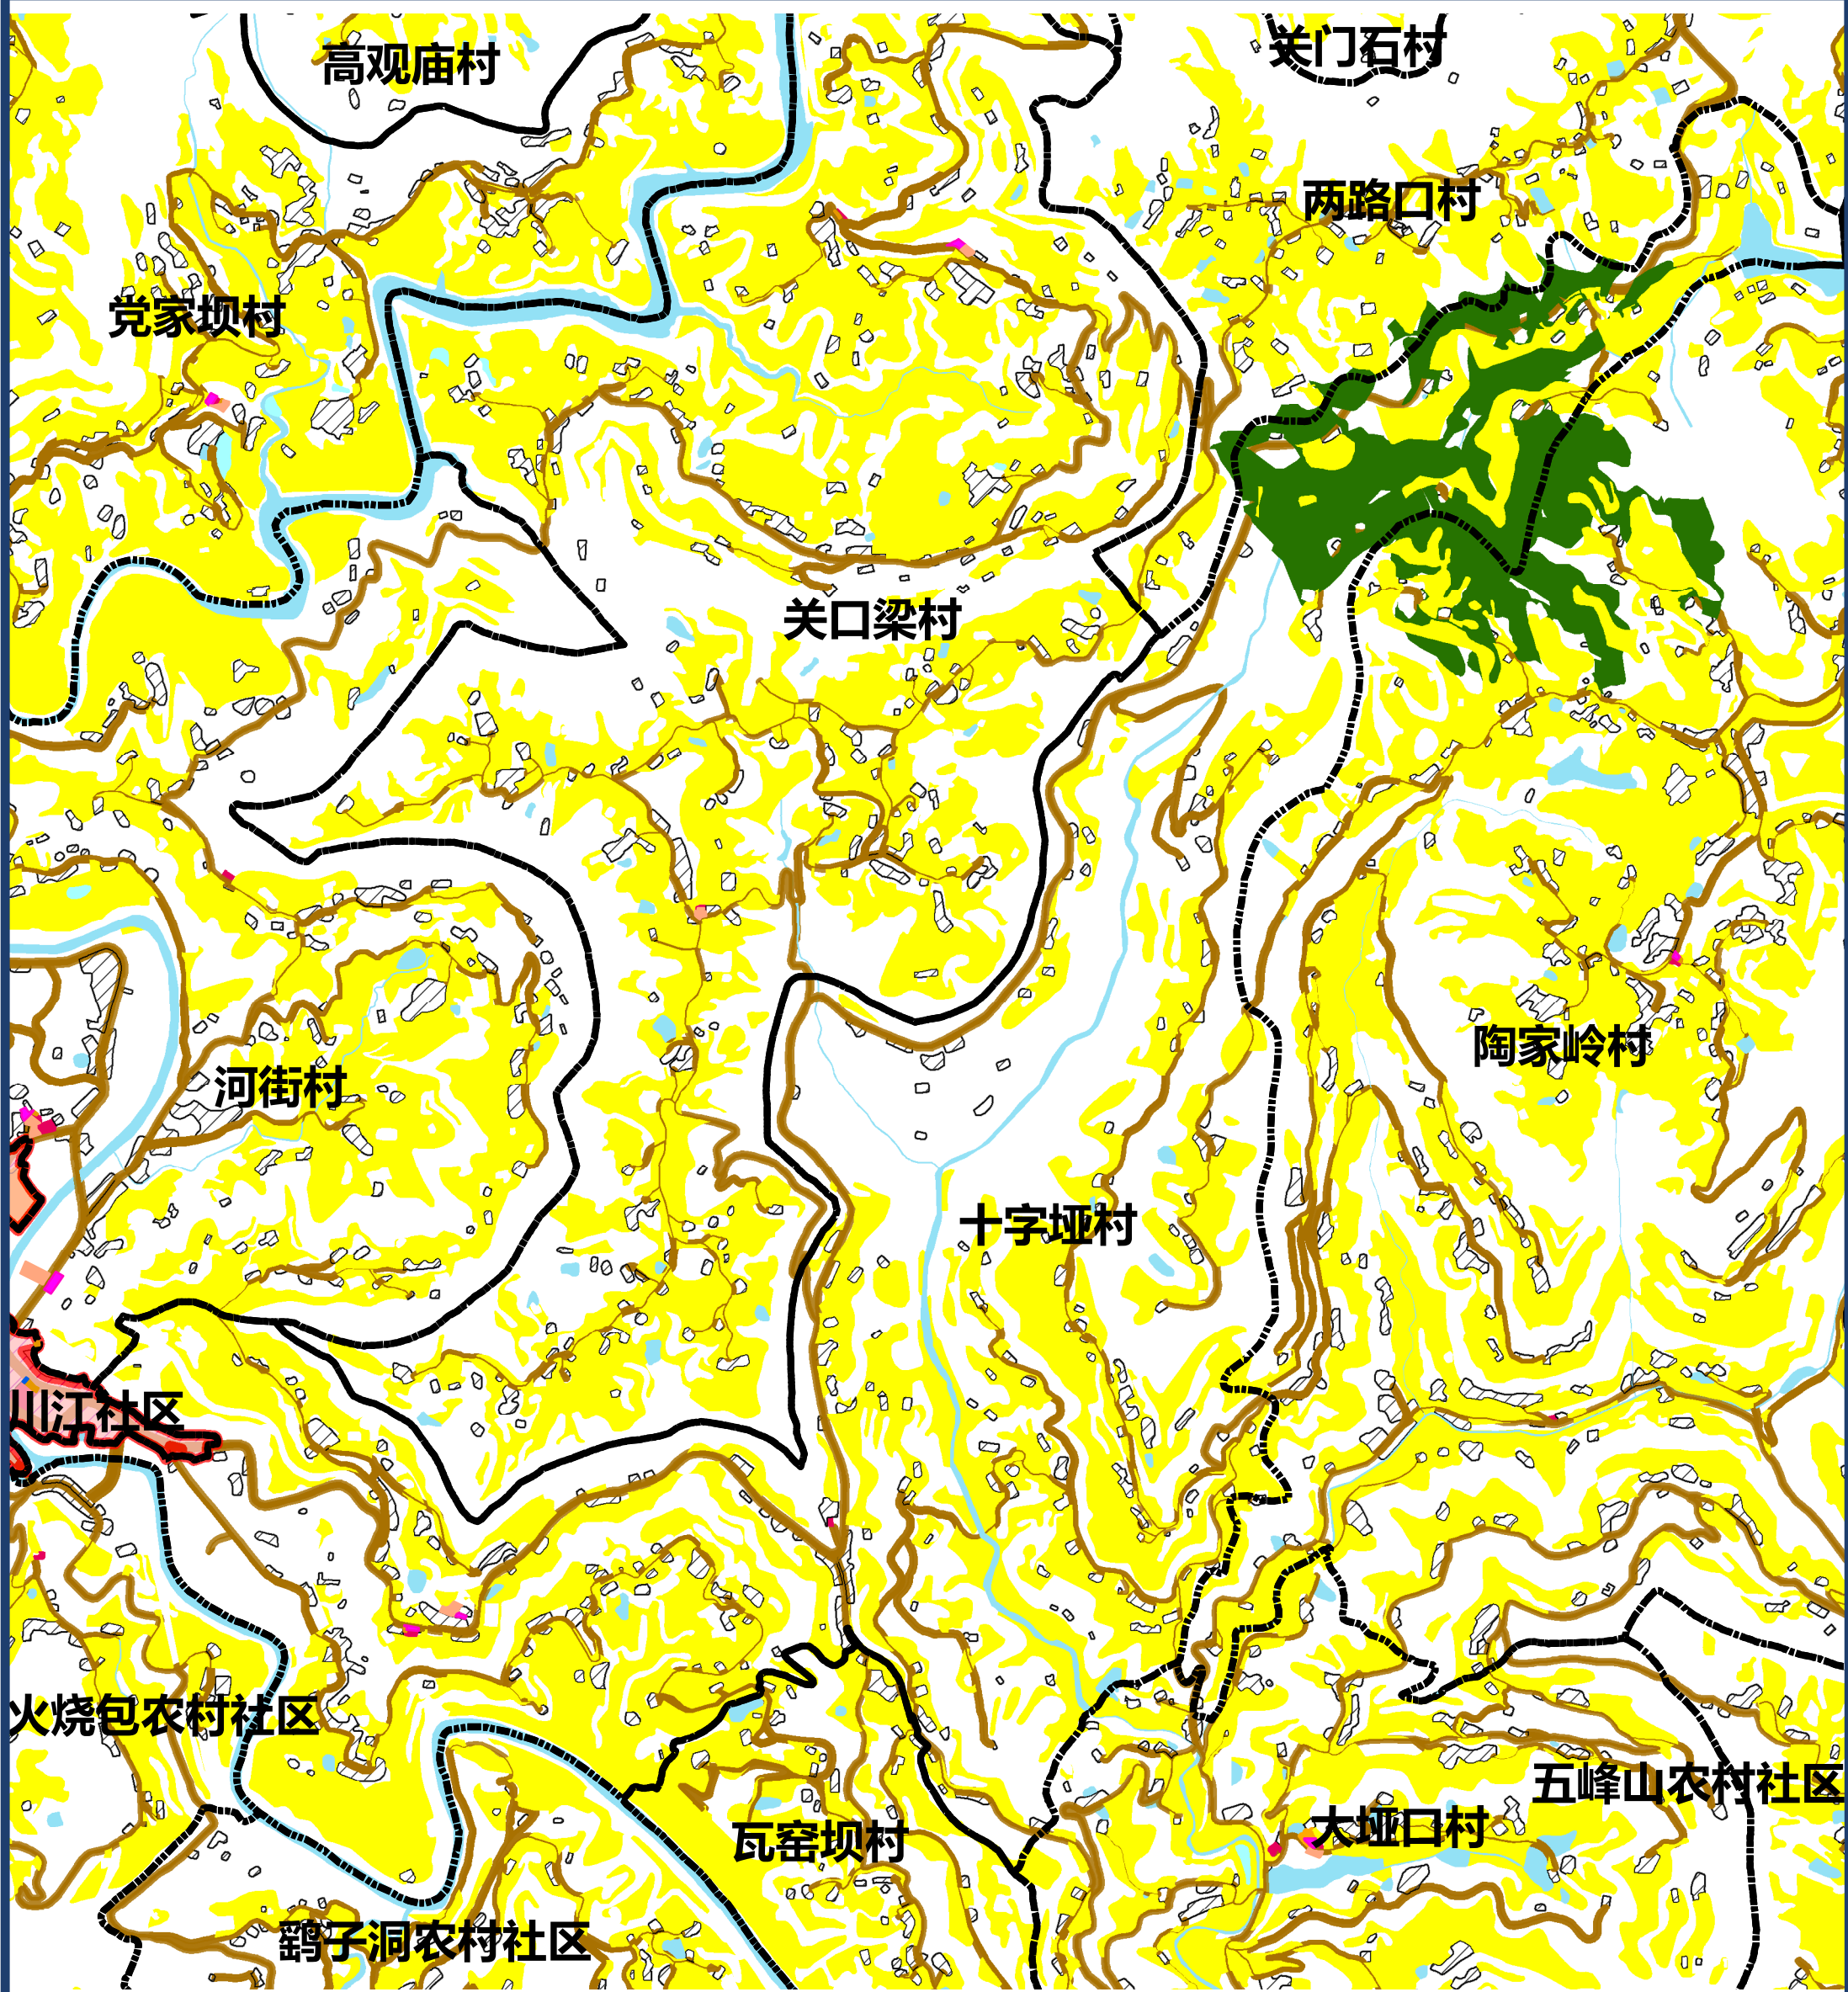 高观庙村
关门石村
两路口村
党家坝村
关口梁村
陶家岭村
河街村
十字垭村
川江社区
火烧包农村社区
五峰山农村社区
大垭口村
瓦窑坝村
鹞子洞农村社区